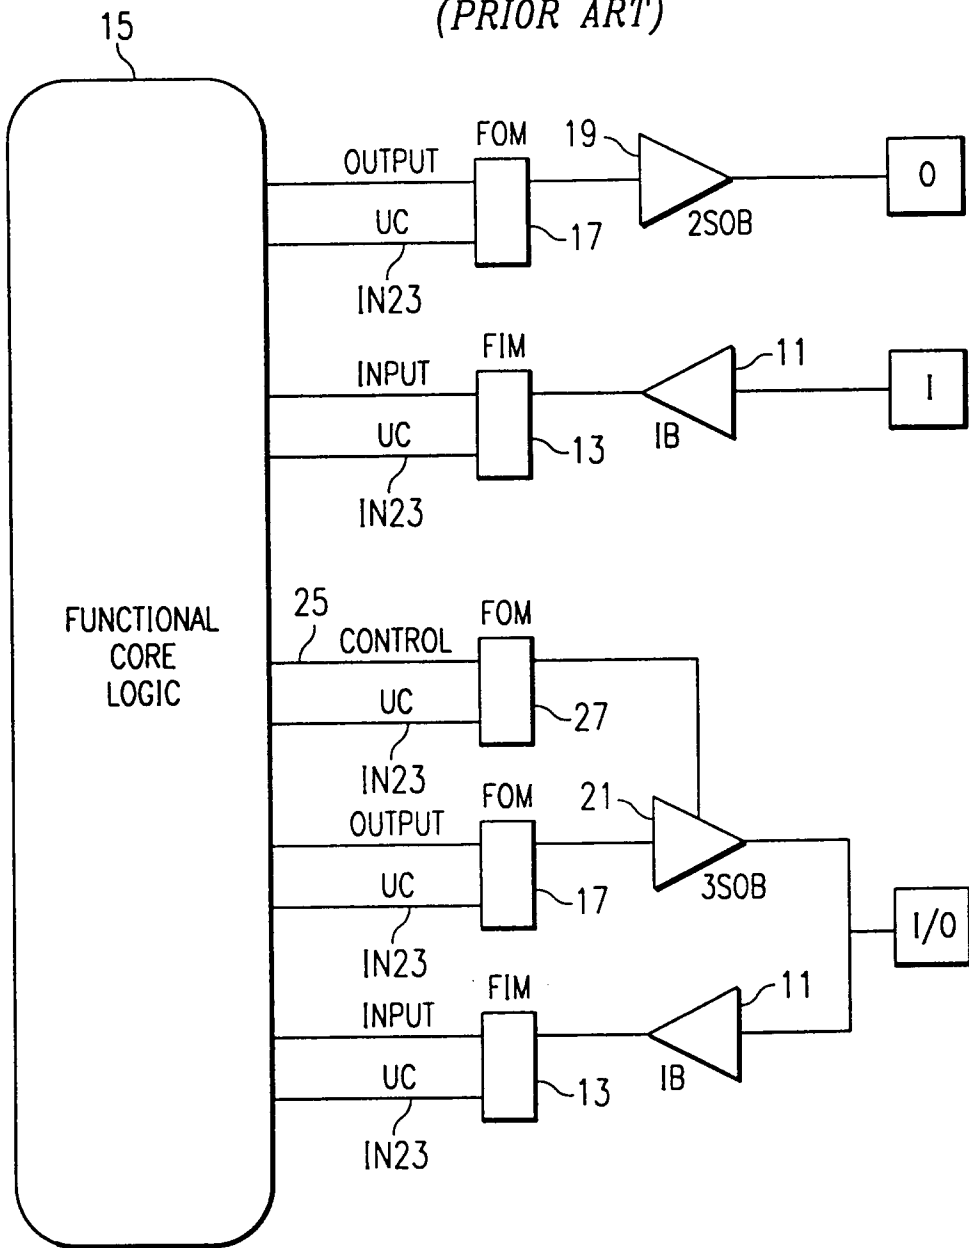 (PRIOR ART)
15
FUNCTIONAL
CORE
LOGIC
OUTPUT
UC
IN23
FOM
17
19
2SOB
O
INPUT
UC
IN23
FIM
13
11
IB
I
25
CONTROL
UC
IN23
FOM
27
OUTPUT
UC
IN23
FOM
17
21
3SOB
I/O
INPUT
UC
IN23
FIM
13
11
IB